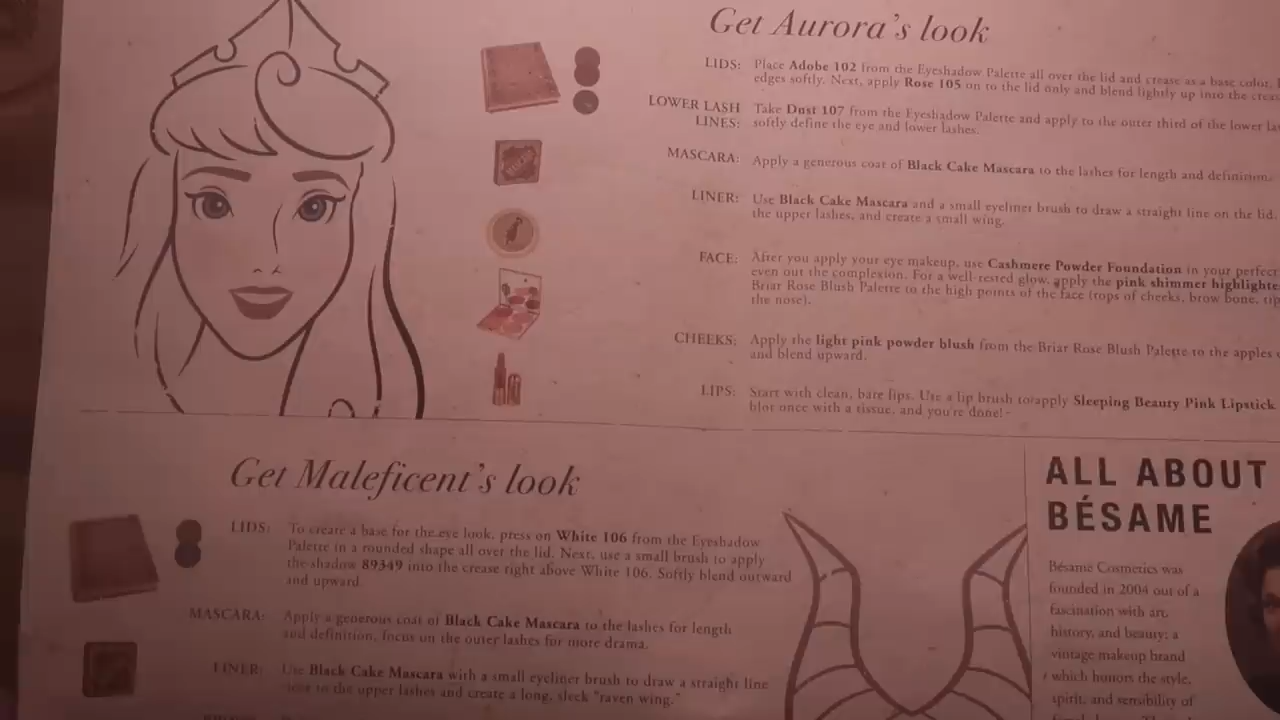 Get Aurora's look
LIDS: Place Adobe 102 from the Eyeshadow Palette all over the lid and crease as a base color.
edges softly. Next, apply Rose 105 on to the lid only and blend lightly up into the
LOWER LASH LINES: Take Dust 107 from the Eyeshadow Palette and apply to the outer third of the lower
softly define the eye and lower lashes.
MASCARA: Apply a generous coat of Black Cake Mascara to the lashes for length and definition.
LINER: Use Black Cake Mascara and a small eyeliner brush to draw a straight line on the lid,
the upper lashes, and create a small wing.
FACE: After you apply your eye makeup, use Cashmere Powder Foundation in your perfect
even out the complexion. For a well-rested glow, apply the pink shimmer highlighte
Briar Rose Blush Palette to the high points of the face (tops of cheeks, brow bone, tip
the nose).
CHEEKS: Apply the light pink powder blush from the Briar Rose Blush Palette to the apples
and blend upward.
LIPS: Start with clean, bare lips. Use a lip brush to apply Sleeping Beauty Pink Lipstick
blot once with a tissue, and you're done!
Get Maleficent's look
LIDS: To create a base for the eye look, press on White 106 from the Eyeshadow
Palette in a rounded shape all over the lid. Next, use a small brush to apply
the shadow 89349 into the crease right above White 106. Softly blend outward
and upward.
MASCARA: Apply a generous coat of Black Cake Mascara to the lashes for length
and definition, focus on the outer lashes for more drama.
LINER: Use Black Cake Mascara with a small eyeliner brush to draw a straight line
to the upper lashes and create a long, sleek "raven wing."
ALL ABOUT
BÉSAME
Bésame Cosmetics was
founded in 2004 out of a
fascination with art,
history, and beauty; a
vintage makeup brand
which honors the style,
spirit, and sensibility of